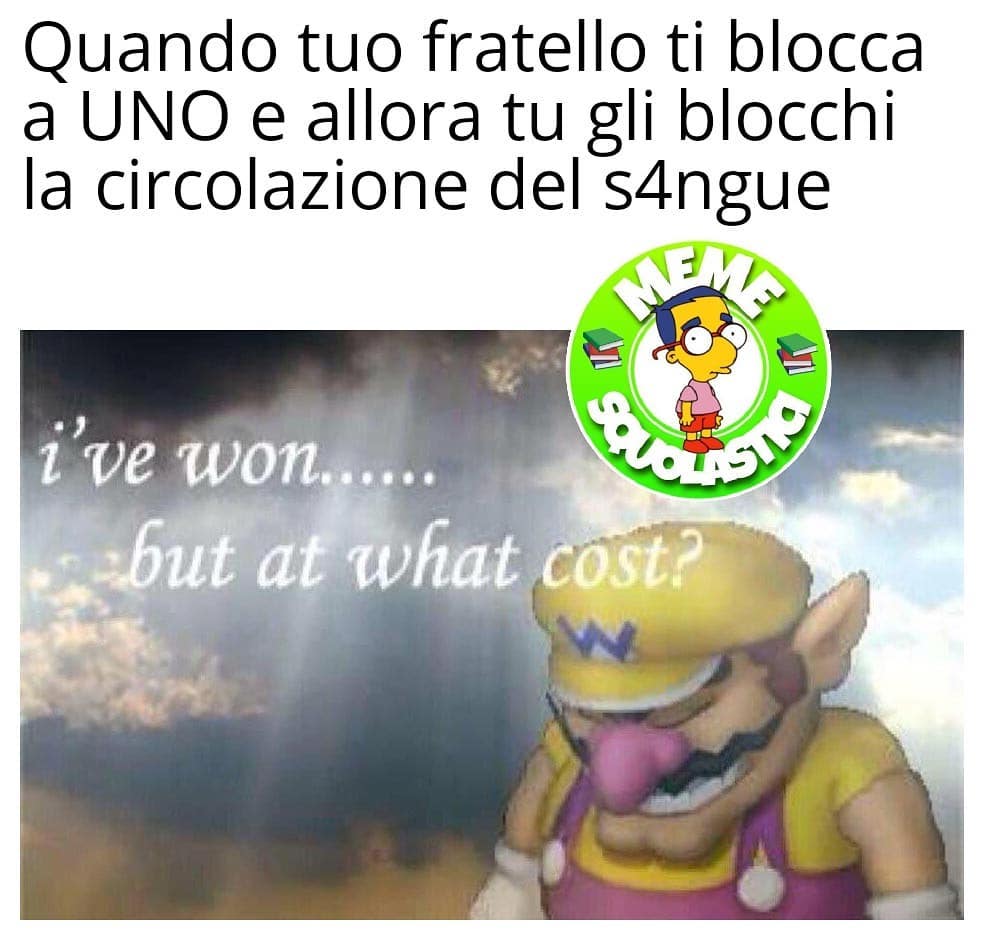 Quando tuo fratello ti blocca
a UNO e allora tu gli blocchi
la circolazione del s4ngue
MEME
SQUOLASTICI
i've won......
but at what cost?
W